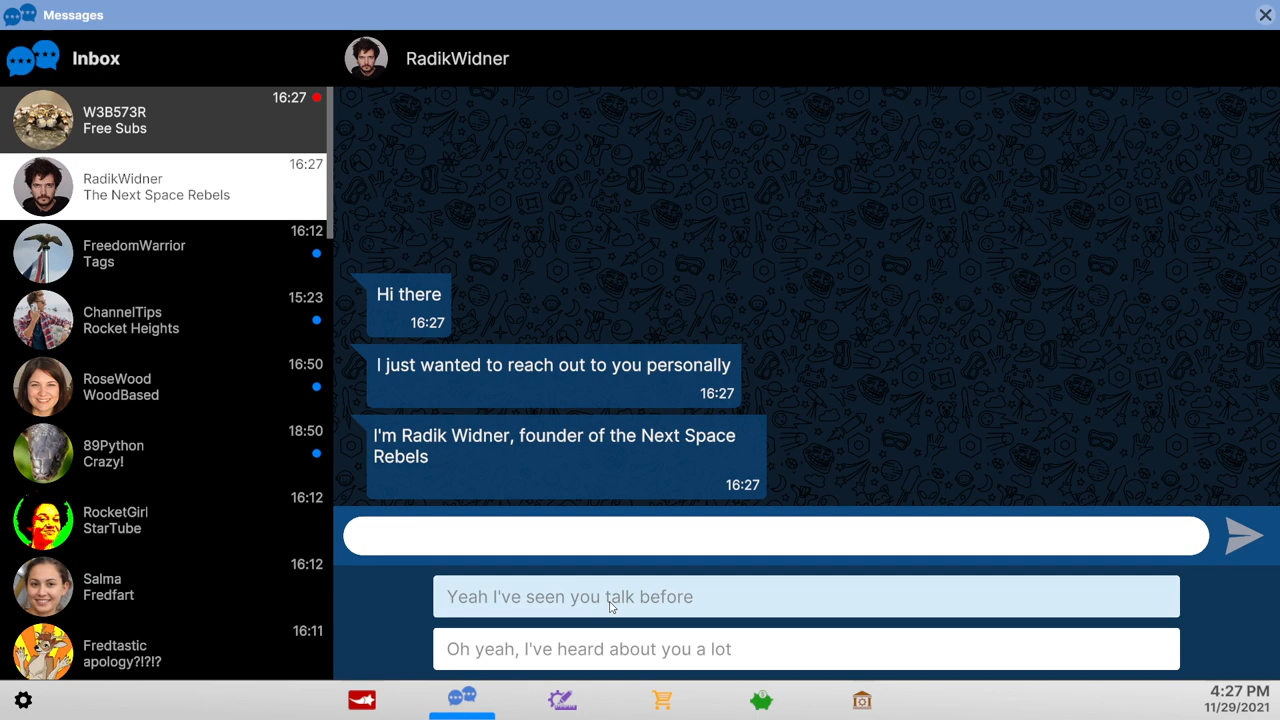 Messages
Inbox
RadikWidner
W3B573R
16:27
Free Subs
RadikWidner
16:27
The Next Space Rebels
FreedomWarrior
16:12
Tags
ChannelTips
15:23
Rocket Heights
RoseWood
16:50
WoodBased
89Python
18:50
Crazy!
RocketGirl
16:12
StarTube
Salma
16:12
Fredfart
Fredtastic
16:11
apology?!?!?
Hi there
16:27
I just wanted to reach out to you personally
16:27
I'm Radik Widner, founder of the Next Space
Rebels
16:27
Yeah I've seen you talk before
Oh yeah, I've heard about you a lot
4:27 PM
11/29/2021